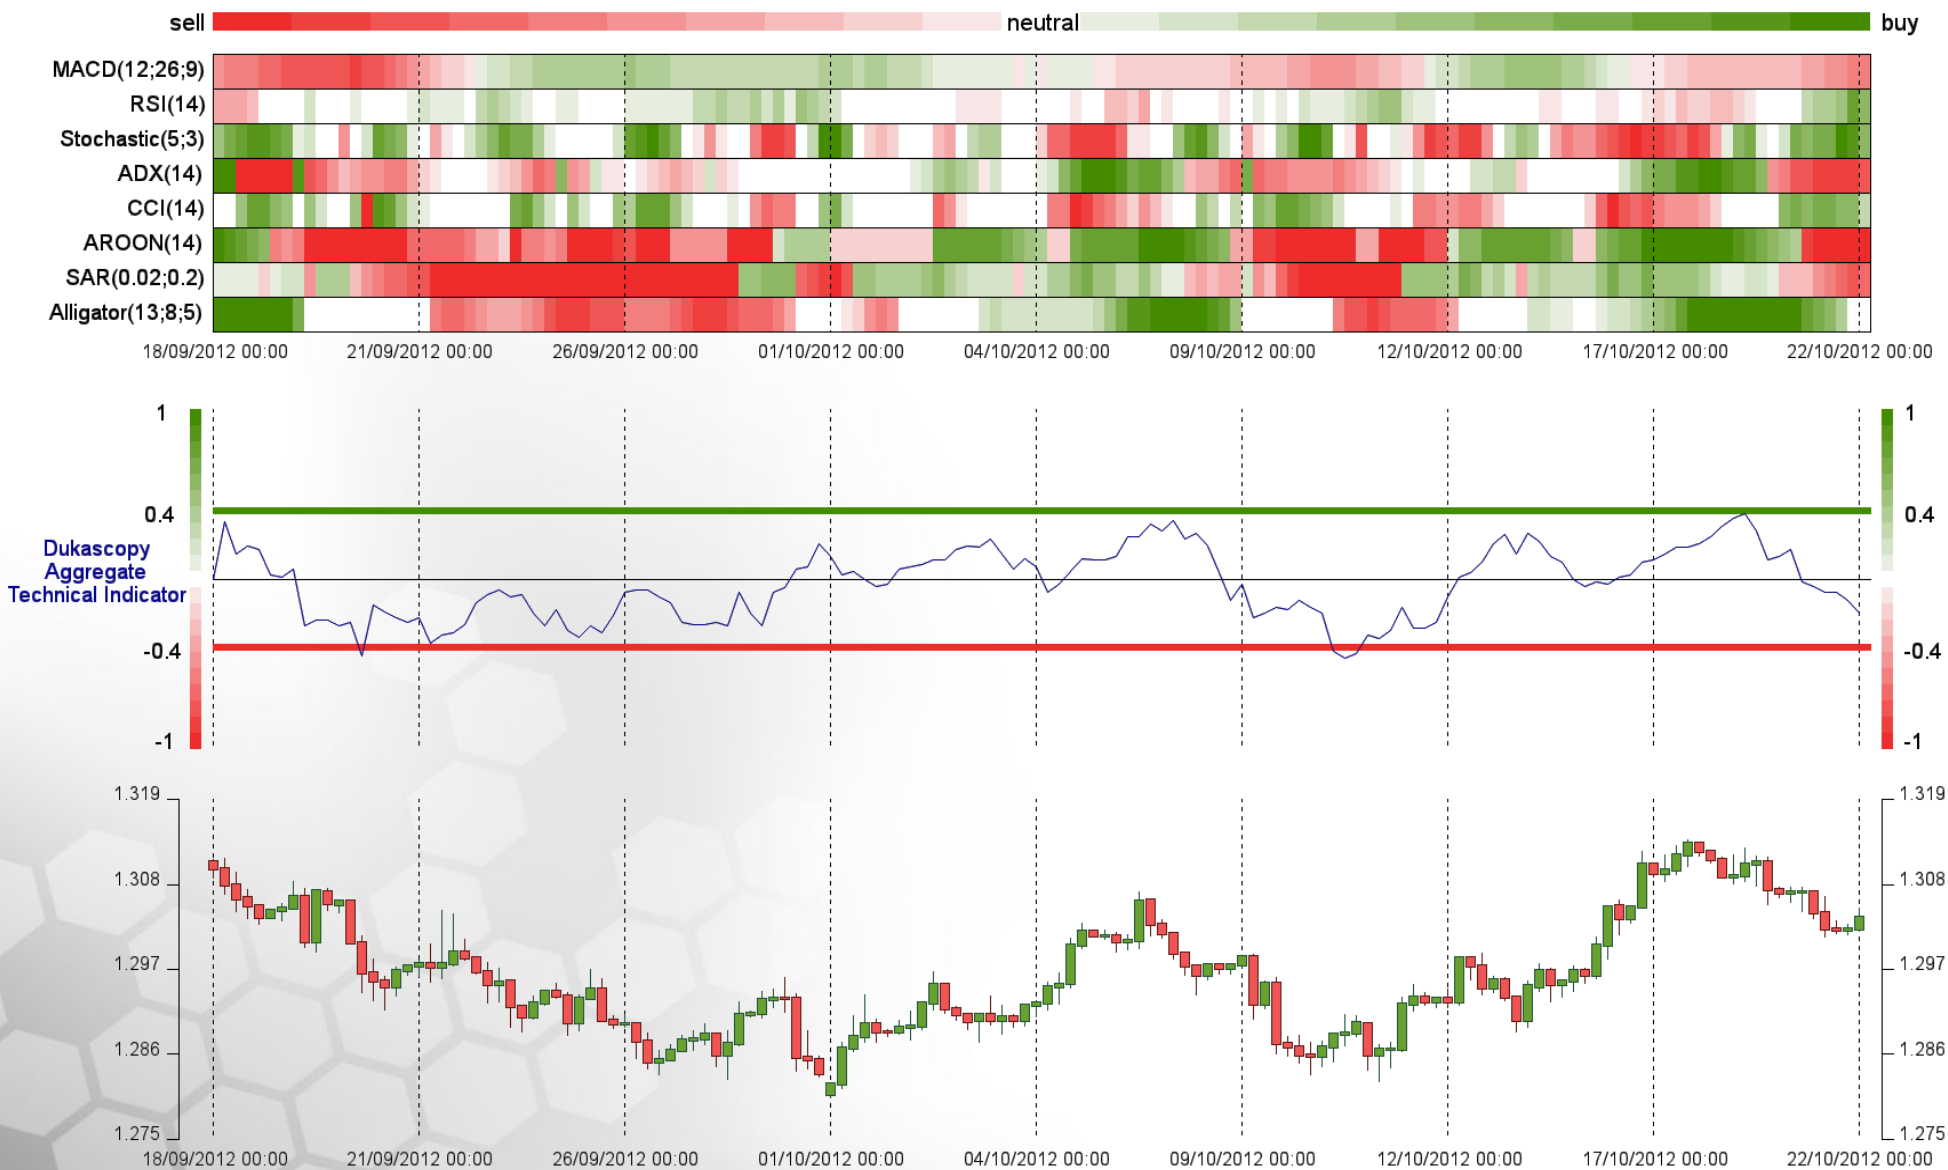 sell neutral buy
MACD(12;26;9)
RSI(14)
Stochastic(5;3)
ADX(14)
CCI(14)
AROON(14)
SAR(0.02;0.2)
Alligator(13;8;5)
18/09/2012 00:00 21/09/2012 00:00 26/09/2012 00:00 01/10/2012 00:00 04/10/2012 00:00 09/10/2012 00:00 12/10/2012 00:00 17/10/2012 00:00 22/10/2012 00:00
1 1
0.4 0.4
Dukascopy
Aggregate
Technical Indicator
-0.4 -0.4
-1 -1
1.319 1.319
1.308 1.308
1.297 1.297
1.286 1.286
1.275 1.275
18/09/2012 00:00 21/09/2012 00:00 26/09/2012 00:00 01/10/2012 00:00 04/10/2012 00:00 09/10/2012 00:00 12/10/2012 00:00 17/10/2012 00:00 22/10/2012 00:00